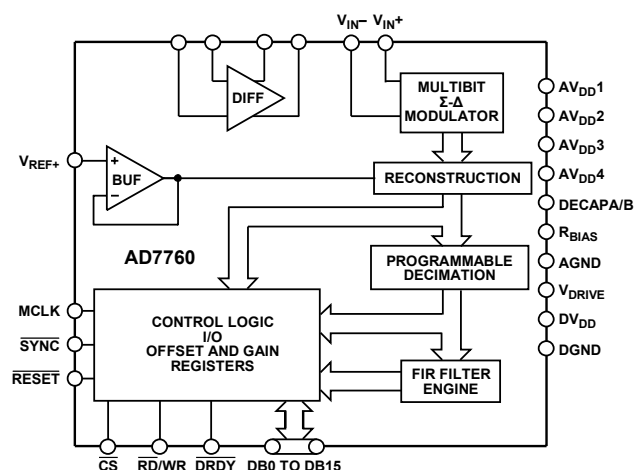 VIN– VIN+
DIFF
MULTIBIT
Σ-Δ
MODULATOR
AVDD1
AVDD2
AVDD3
AVDD4
DECAPA/B
RBIAS
AGND
VDRIVE
DVDD
DGND
VREF+
+
BUF
–
RECONSTRUCTION
AD7760
PROGRAMMABLE
DECIMATION
MCLK
SYNC
RESET
CONTROL LOGIC
I/O
OFFSET AND GAIN
REGISTERS
FIR FILTER
ENGINE
CS
RD/WR
DRDY
DB0 TO DB15